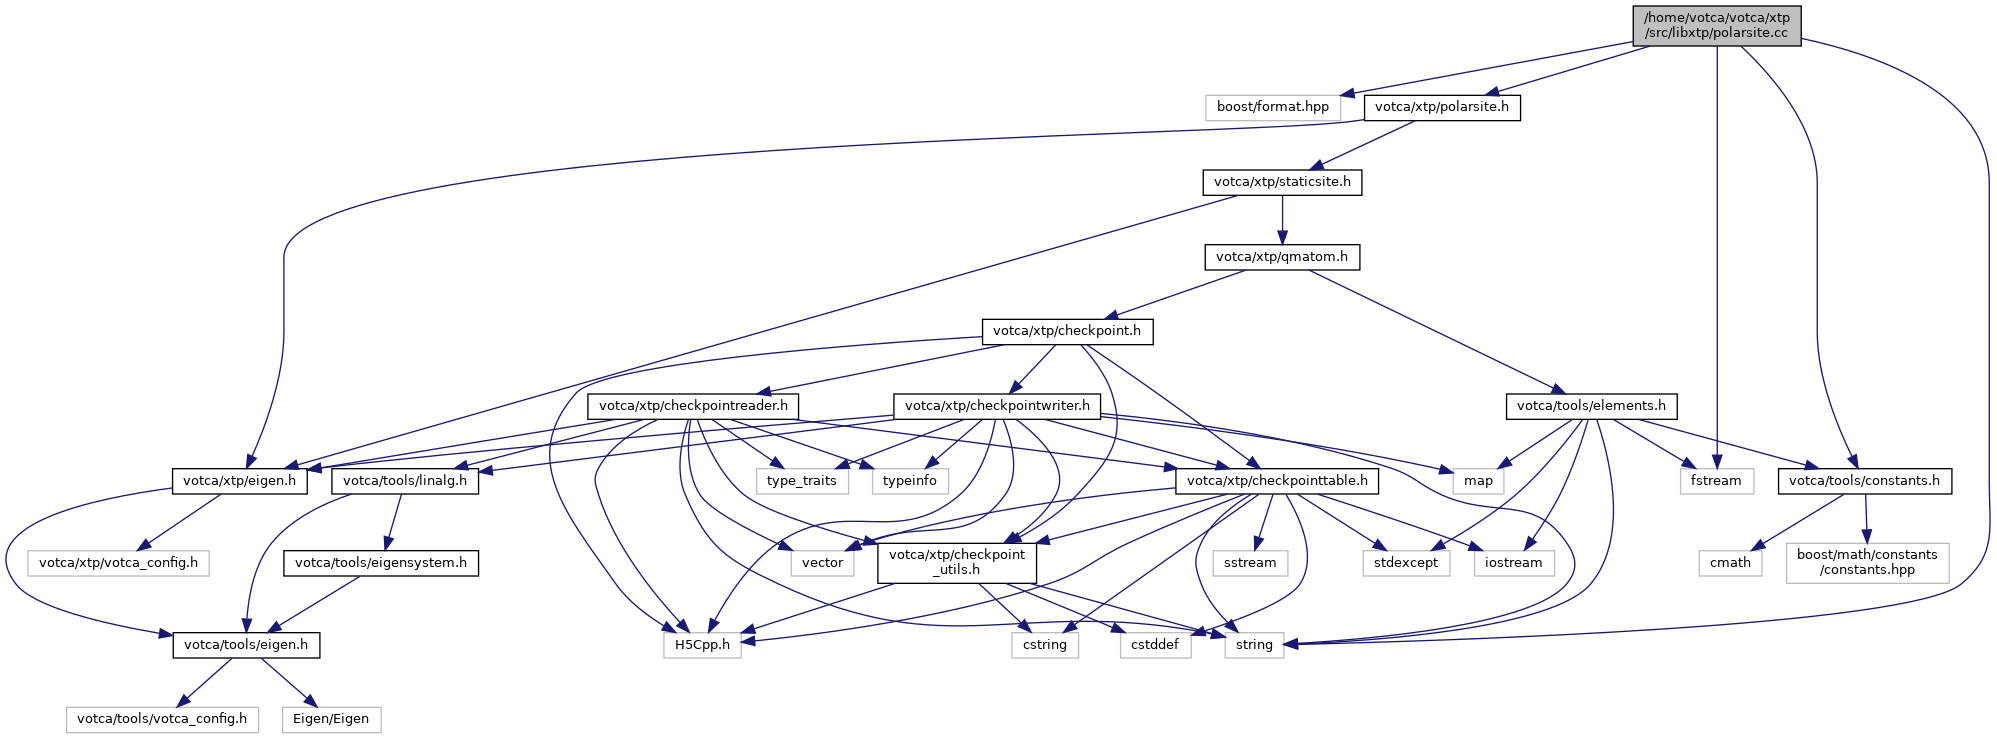 /home/votca/votca/xtp
/src/libxtp/polarsite.cc
boost/format.hpp
votca/xtp/polarsite.h
votca/xtp/staticsite.h
votca/xtp/qmatom.h
votca/xtp/checkpoint.h
votca/xtp/checkpointreader.h
votca/xtp/checkpointwriter.h
votca/tools/elements.h
votca/xtp/eigen.h
votca/tools/linalg.h
type_traits
typeinfo
votca/xtp/checkpointtable.h
map
fstream
votca/tools/constants.h
votca/xtp/votca_config.h
votca/tools/eigensystem.h
vector
votca/xtp/checkpoint
_utils.h
sstream
stdexcept
iostream
cmath
boost/math/constants
/constants.hpp
votca/tools/eigen.h
H5Cpp.h
cstring
cstddef
string
votca/tools/votca_config.h
Eigen/Eigen